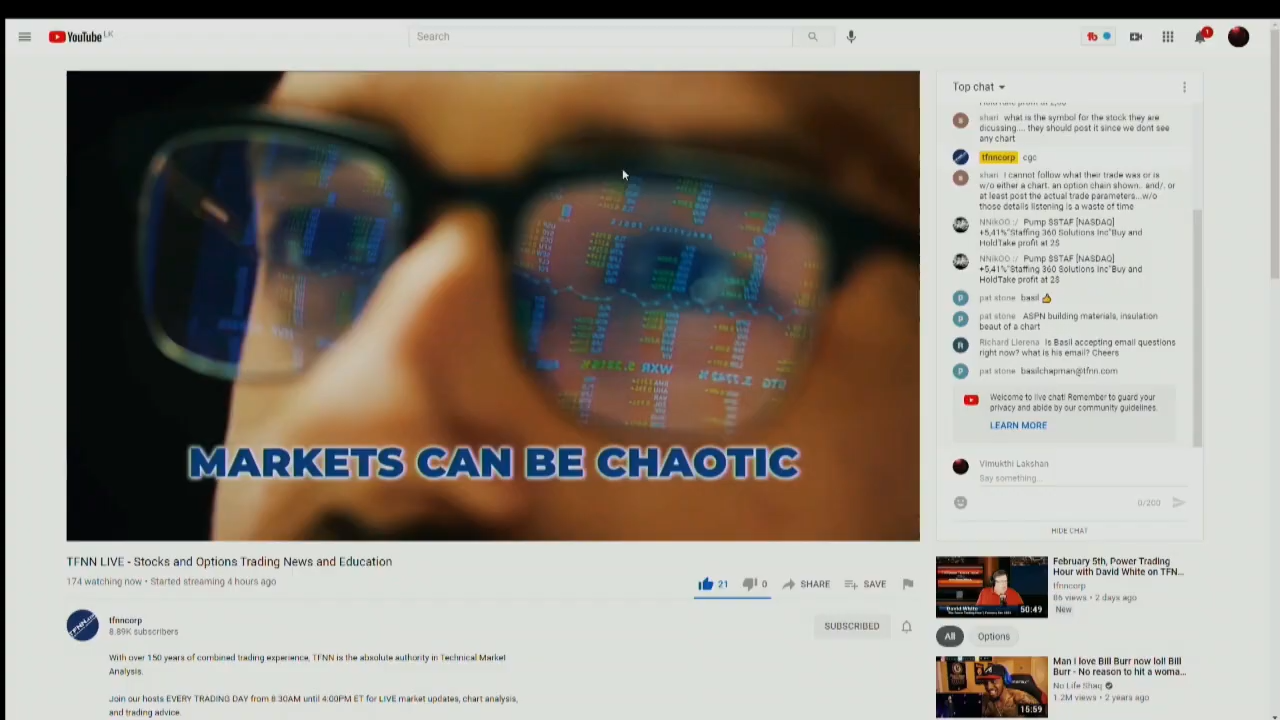 YouTube LK
Search
1
MARKETS CAN BE CHAOTIC
WXR
Top chat
shari what is the symbol for the stock they are
dicussing.... they should post it since we dont see
any chart
tfnncorp cgc
shari I cannot follow what their trade was or is
w/o either a chart. an option chain shown.. and/. or
at least post the actual trade parameters...w/o
those details listening is a waste of time
NNikOO :/ Pump $STAF [NASDAQ]
+5,41%"Staffing 360 Solutions Inc"Buy and
HoldTake profit at 2$
NNikOO :/ Pump $STAF [NASDAQ]
+5,41%"Staffing 360 Solutions Inc"Buy and
HoldTake profit at 2$
pat stone basil 👍
pat stone ASPN building materials, insulation
beaut of a chart
Richard Llerena Is Basil accepting email questions
right now? what is his email? Cheers
pat stone basilchapman@tfnn.com
Welcome to live chat! Remember to guard your
privacy and abide by our community guidelines.
LEARN MORE
Vimukthi Lakshan
Say something...
0/200
HIDE CHAT
TFNN LIVE - Stocks and Options Trading News and Education
174 watching now • Started streaming 4 hours ago
21 0 SHARE SAVE
tfnncorp
8.89K subscribers
SUBSCRIBED
With over 150 years of combined trading experience, TFNN is the absolute authority in Technical Market
Analysis.
Join our hosts EVERY TRADING DAY from 8:30AM until 4:00PM ET for LIVE market updates, chart analysis,
and trading advice.
February 5th, Power Trading
Hour with David White on TFN...
tfnncorp
86 views • 2 days ago
New
David White
50:49
All Options
Man I love Bill Burr now lol! Bill
Burr - No reason to hit a woma...
No Life Shaq
1.2M views • 2 years ago
15:59